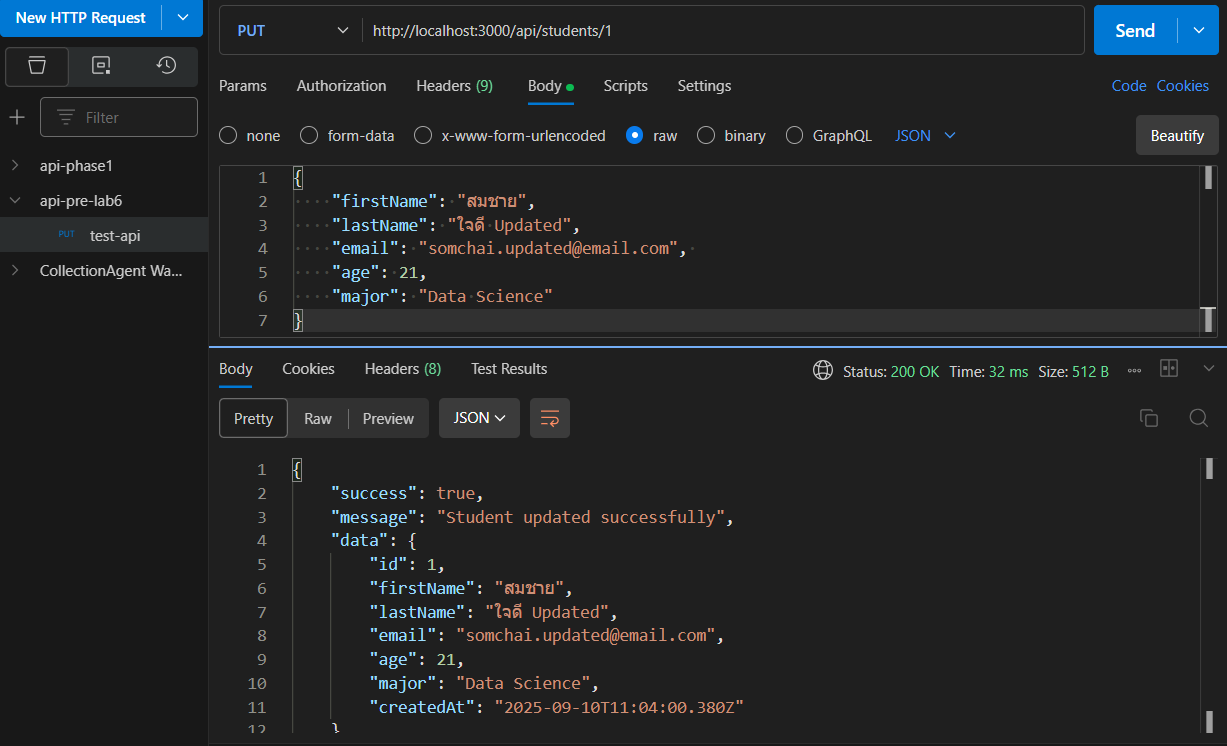 New HTTP Request
PUT http://localhost:3000/api/students/1 Send
Params Authorization Headers (9) Body Scripts Settings Code Cookies
Filter
none form-data x-www-form-urlencoded raw binary GraphQL JSON Beautify
api-phase1
api-pre-lab6
PUT test-api
CollectionAgent Wa...
1 {
2 "firstName": "สมชาย",
3 "lastName": "ใจดี Updated",
4 "email": "somchai.updated@email.com",
5 "age": 21,
6 "major": "Data Science"
7 }
Body Cookies Headers (8) Test Results Status: 200 OK Time: 32 ms Size: 512 B
Pretty Raw Preview JSON
1 {
2 "success": true,
3 "message": "Student updated successfully",
4 "data": {
5 "id": 1,
6 "firstName": "สมชาย",
7 "lastName": "ใจดี Updated",
8 "email": "somchai.updated@email.com",
9 "age": 21,
10 "major": "Data Science",
11 "createdAt": "2025-09-10T11:04:00.380Z"
12 }